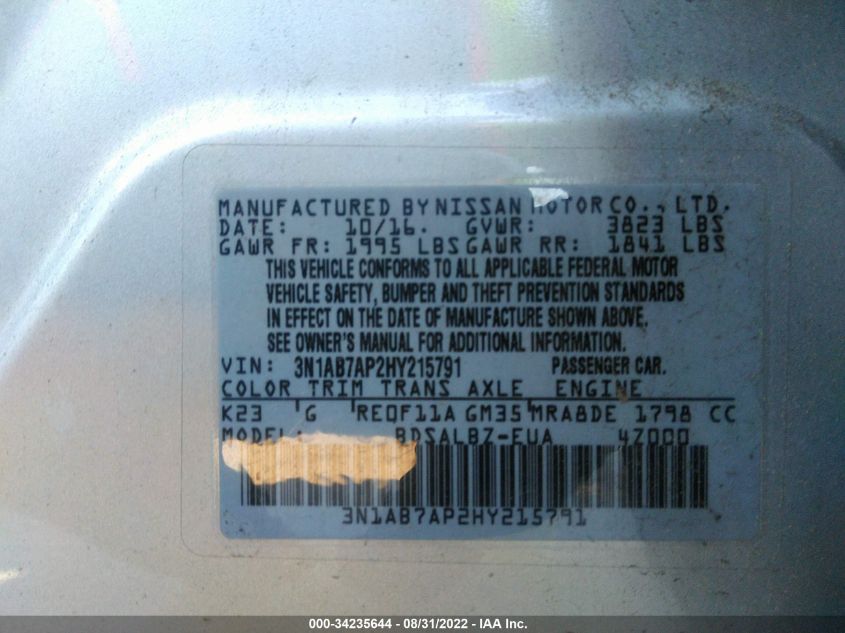 MANUFACTURED BY NISSAN MOTOR CO., LTD.
DATE: 10/16. GVWR: 3823 LBS
GAWR FR: 1995 LBS GAWR RR: 1841 LBS
THIS VEHICLE CONFORMS TO ALL APPLICABLE FEDERAL MOTOR
VEHICLE SAFETY, BUMPER AND THEFT PREVENTION STANDARDS
IN EFFECT ON THE DATE OF MANUFACTURE SHOWN ABOVE.
SEE OWNER'S MANUAL FOR ADDITIONAL INFORMATION.
VIN: 3N1AB7AP2HY215791 PASSENGER CAR.
COLOR TRIM TRANS AXLE ENGINE
K23 G RE0F11A GM35 MRA8DE 1798 CC
MODEL: BDSALBZ-EUA 4Z000
3N1AB7AP2HY215791
000-34235644 - 08/31/2022 - IAA Inc.